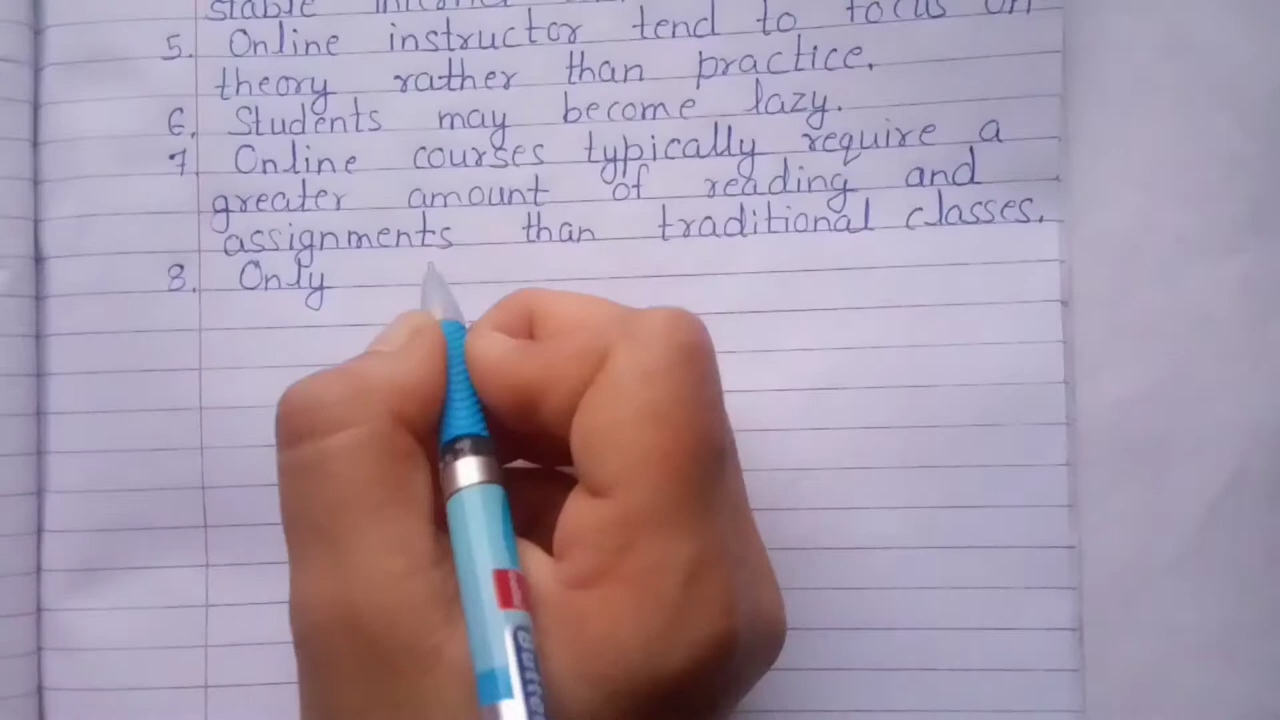 stable
5. Online instructor tend to focus on
theory rather than practice.
6. Students may become lazy.
7. Online courses typically require a
greater amount of reading and
assignments than traditional classes.
8. Only